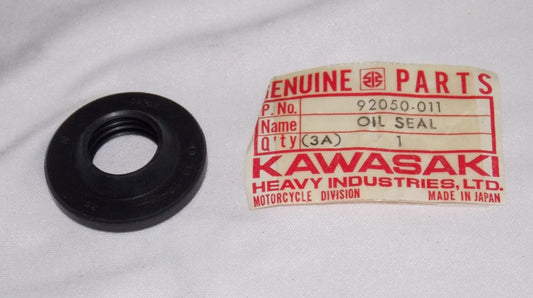 GENUINE PARTS
P. No. 92050-011
Name OIL SEAL
Q'ty (3A) 1
KAWASAKI
HEAVY INDUSTRIES, LTD.
MOTORCYCLE DIVISION MADE IN JAPAN